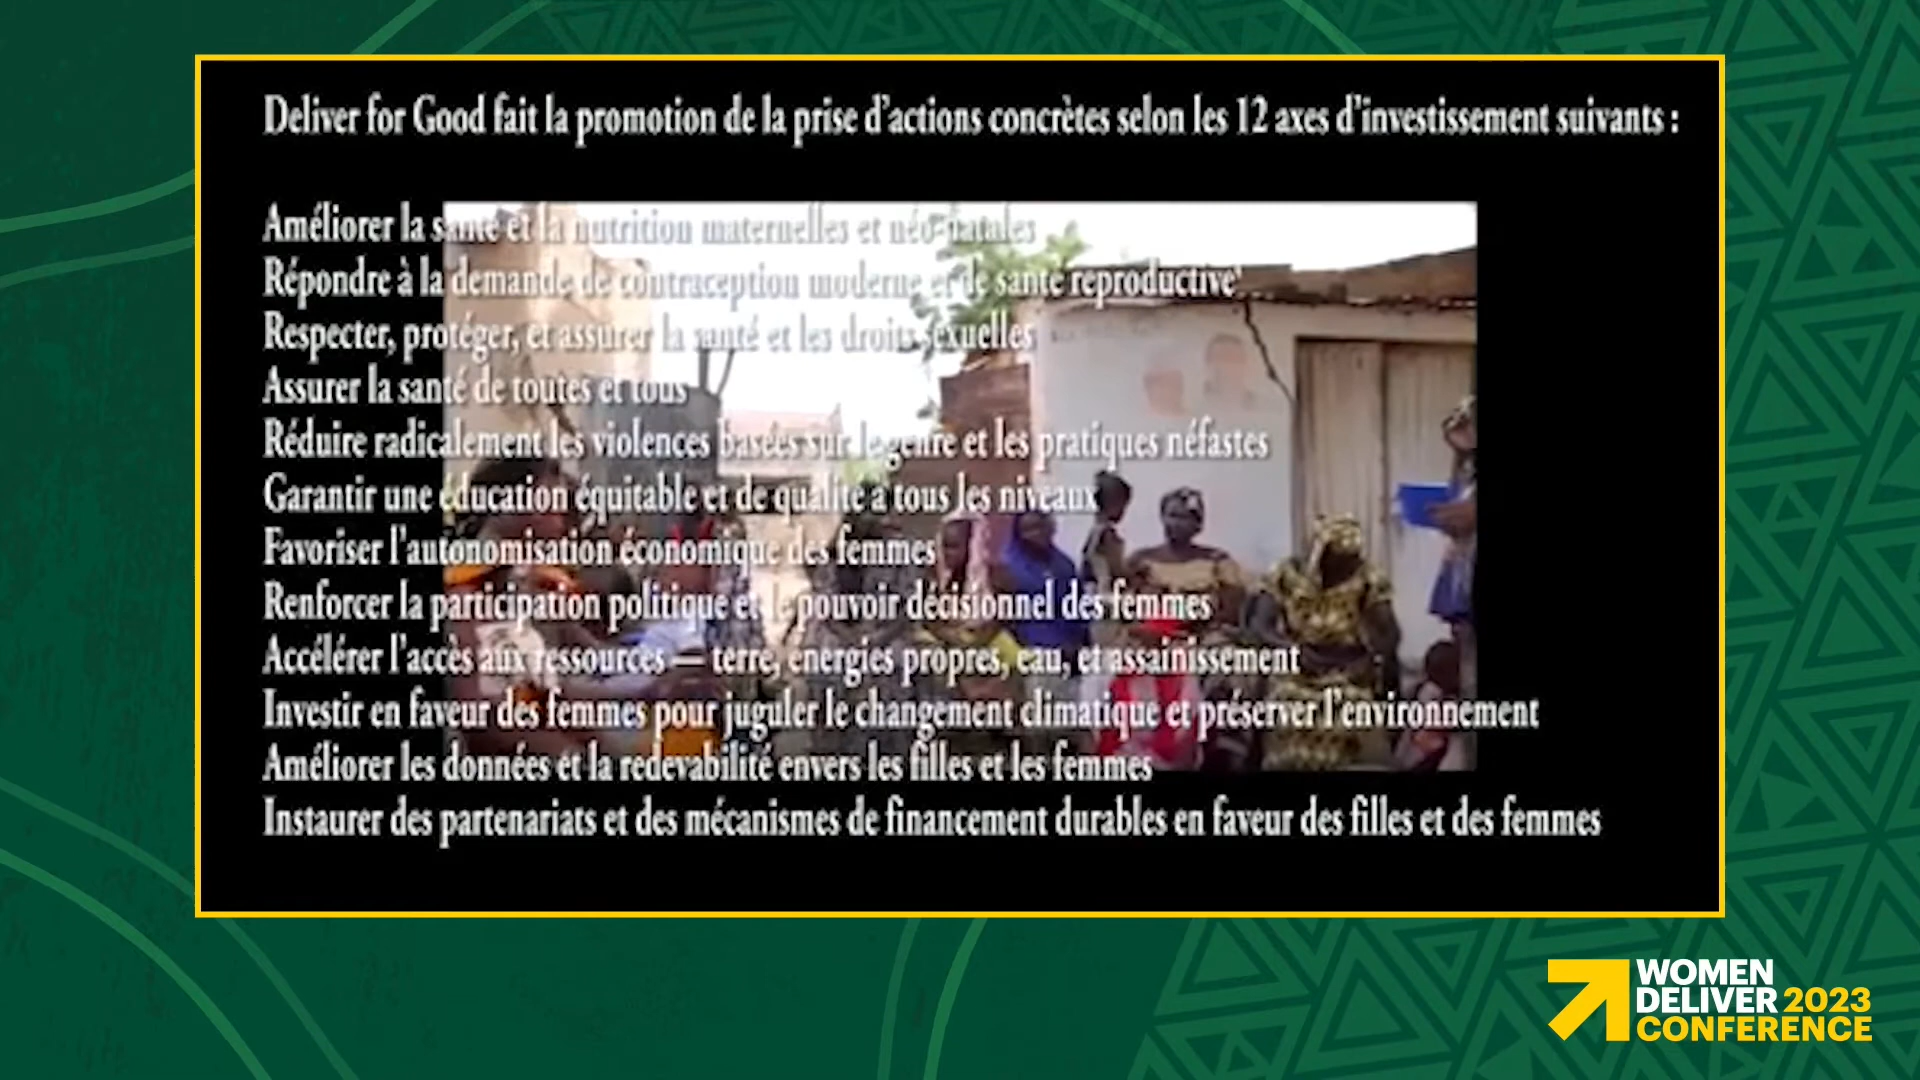 Deliver for Good fait la promotion de la prise d'actions concrètes selon les 12 axes d'investissement suivants :
Améliorer la santé et la nutrition maternelles et néo-natales
Répondre à la demande de contraception moderne et de santé reproductive
Respecter, protéger, et assurer la santé et les droits sexuelles
Assurer la santé de toutes et tous
Réduire radicalement les violences basées sur le genre et les pratiques néfastes
Garantir une éducation équitable et de qualité à tous les niveaux
Favoriser l'autonomisation économique des femmes
Renforcer la participation politique et le pouvoir décisionnel des femmes
Accélérer l'accès aux ressources — terre, énergies propres, eau, et assainissement
Investir en faveur des femmes pour juguler le changement climatique et préserver l'environnement
Améliorer les données et la redevabilité envers les filles et les femmes
Instaurer des partenariats et des mécanismes de financement durables en faveur des filles et des femmes
WOMEN
DELIVER 2023
CONFERENCE